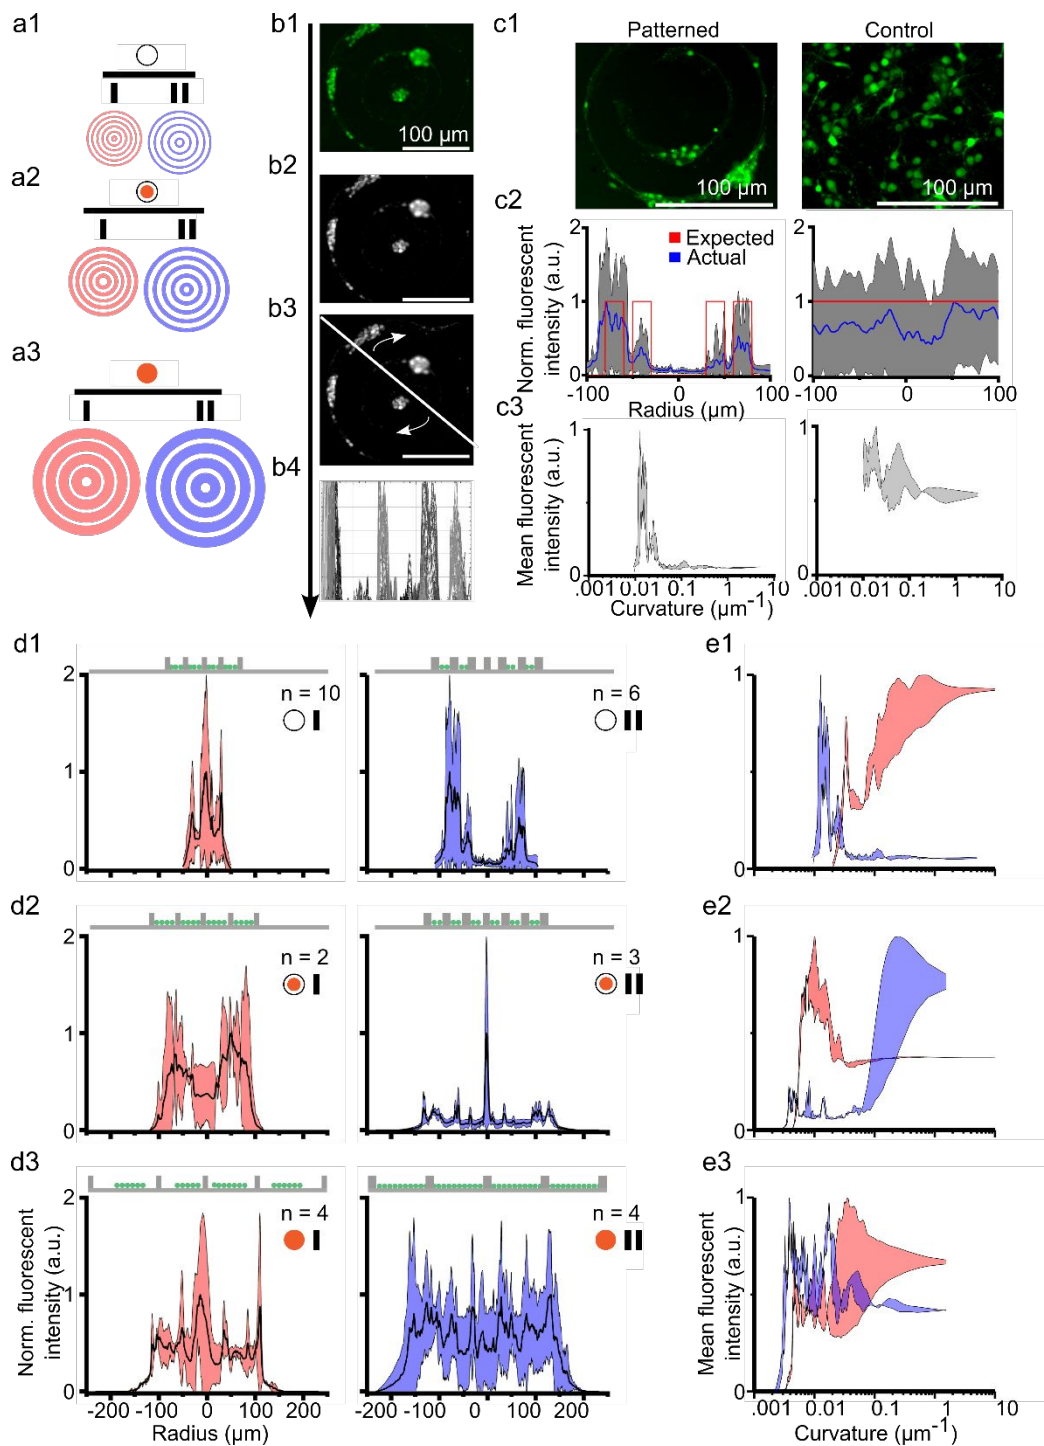 a1
a2
a3
b1
100 µm
b2
b3
b4
c1
Patterned
Control
100 µm
100 µm
c2
Norm. fluorescent
intensity (a.u.)
2
1
0
Expected
Actual
-100
0
100
2
1
0
-100
0
100
Radius (µm)
c3
Mean fluorescent
intensity (a.u.)
1
0
.001
0.01
0.1
1
10
1
0
.001
0.01
0.1
1
10
Curvature (µm-1)
d1
2
1
0
n = 10
n = 6
e1
1
0
d2
2
1
0
n = 2
n = 3
e2
1
0
d3
Norm. fluorescent
intensity (a.u.)
2
1
0
n = 4
n = 4
-200
-100
0
100
200
-200
-100
0
100
200
Radius (µm)
e3
Mean fluorescent
intensity (a.u.)
1
0
.001
0.01
0.1
1
10
Curvature (µm-1)